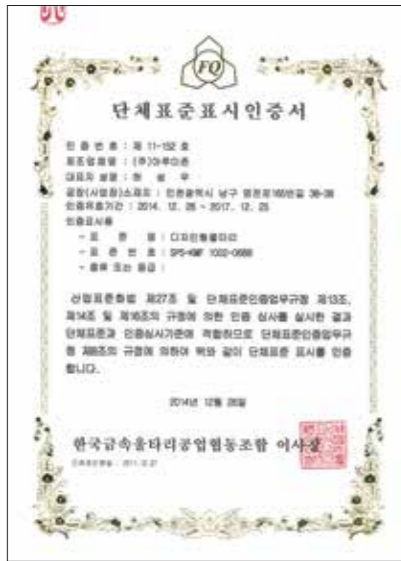 FQ
단체표준표시인증서
인 증 번 호 : 제 11-152 호
제조업체명 : (주)아루미존
대표자 성명 : 허 성 우
공장(사업장)소재지 : 인천광역시 남구 염전로 36-38
인증유효기간 : 2014. 12. 26 ~ 2017. 12. 25
인증표시품
- 표 준 명 : 디자인형울타리
- 표 준 번 호 : SPS-KMF 1002-0688
- 종류 또는 등급 :
산업표준화법 제27조 및 단체표준인증업무규정 제13조,
제14조 및 제16조의 규정에 의한 인증 심사를 실시한 결과
단체표준과 인증심사기준에 적합하므로 단체표준인증업무규
정 제8조의 규정에 의하여 위와 같이 단체표준 표시를 인증
합니다.
2014년 12월 26일
한국금속울타리공업협동조합 이사장
2011. 12. 27